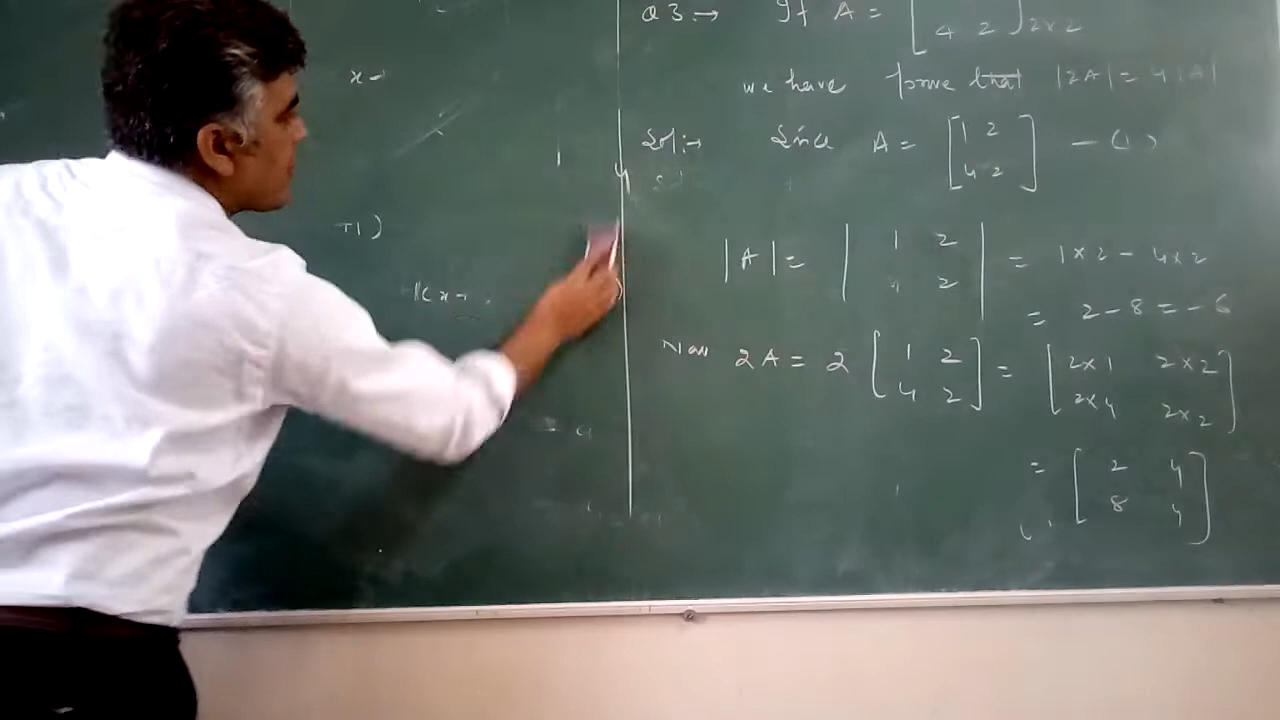 x-1
+1)
Q3:→ If A = [ 4 2 ]2×2
we have prove that |2A| = 4|A|
Sol:→ Since A = [1 2
4 2] — (1)
|A| = | 1 2
4 2 | = 1×2 - 4×2
= 2-8 = -6
Now 2A = 2 [1 2
4 2] = [2×1 2×2
2×4 2×2]
= [2 4
8 4]